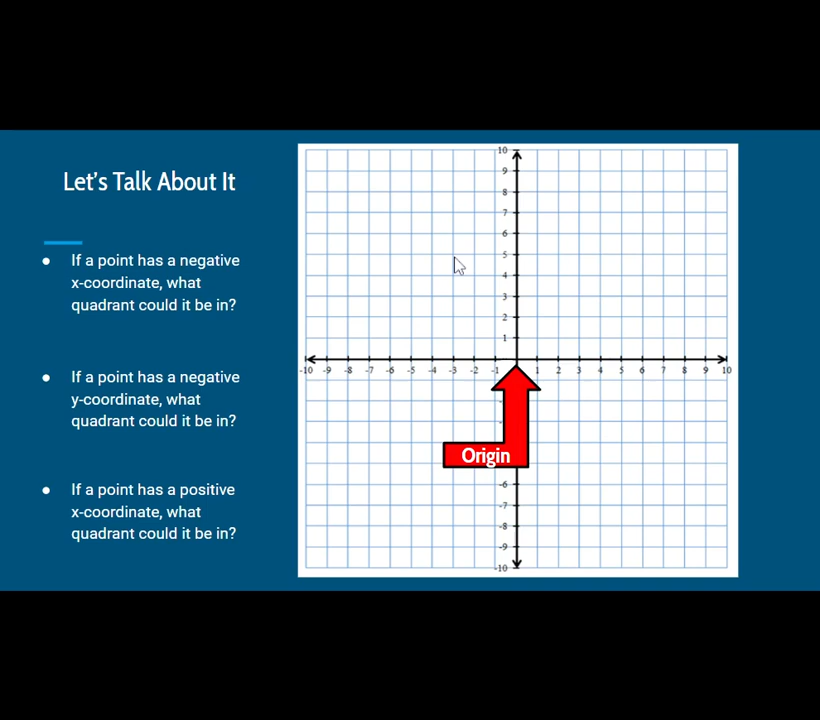 Let's Talk About It
If a point has a negative
x-coordinate, what
quadrant could it be in?
If a point has a negative
y-coordinate, what
quadrant could it be in?
If a point has a positive
x-coordinate, what
quadrant could it be in?
10
9
8
7
6
5
4
3
2
1
-10 -9 -8 -7 -6 -5 -4 -3 -2 -1 1 2 3 4 5 6 7 8 9 10
Origin
-6
-7
-8
-9
-10